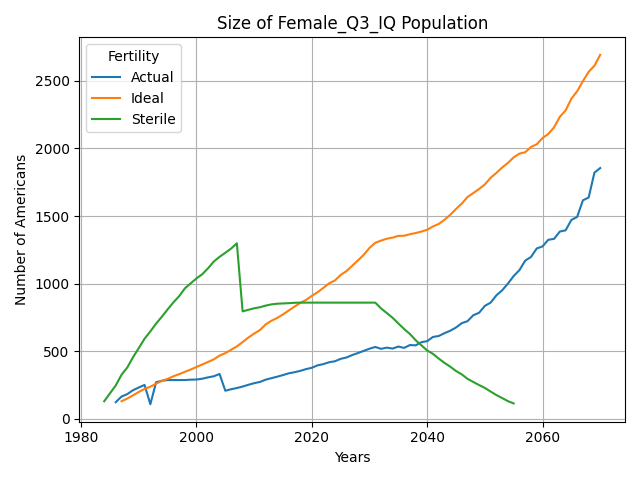 Size of Female_Q3_IQ Population
Fertility
Actual
Ideal
Sterile
Number of Americans
2500
2000
1500
1000
500
0
1980
2000
2020
2040
2060
Years